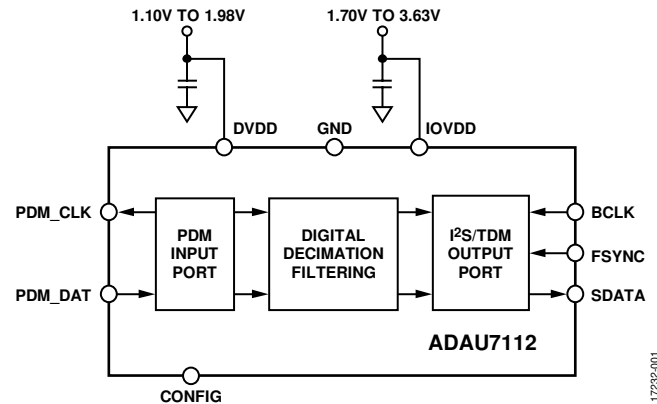 1.10V TO 1.98V
1.70V TO 3.63V
DVDD
GND
IOVDD
PDM_CLK
PDM
INPUT
PORT
DIGITAL
DECIMATION
FILTERING
I²S/TDM
OUTPUT
PORT
BCLK
FSYNC
PDM_DAT
SDATA
ADAU7112
CONFIG
17232-001